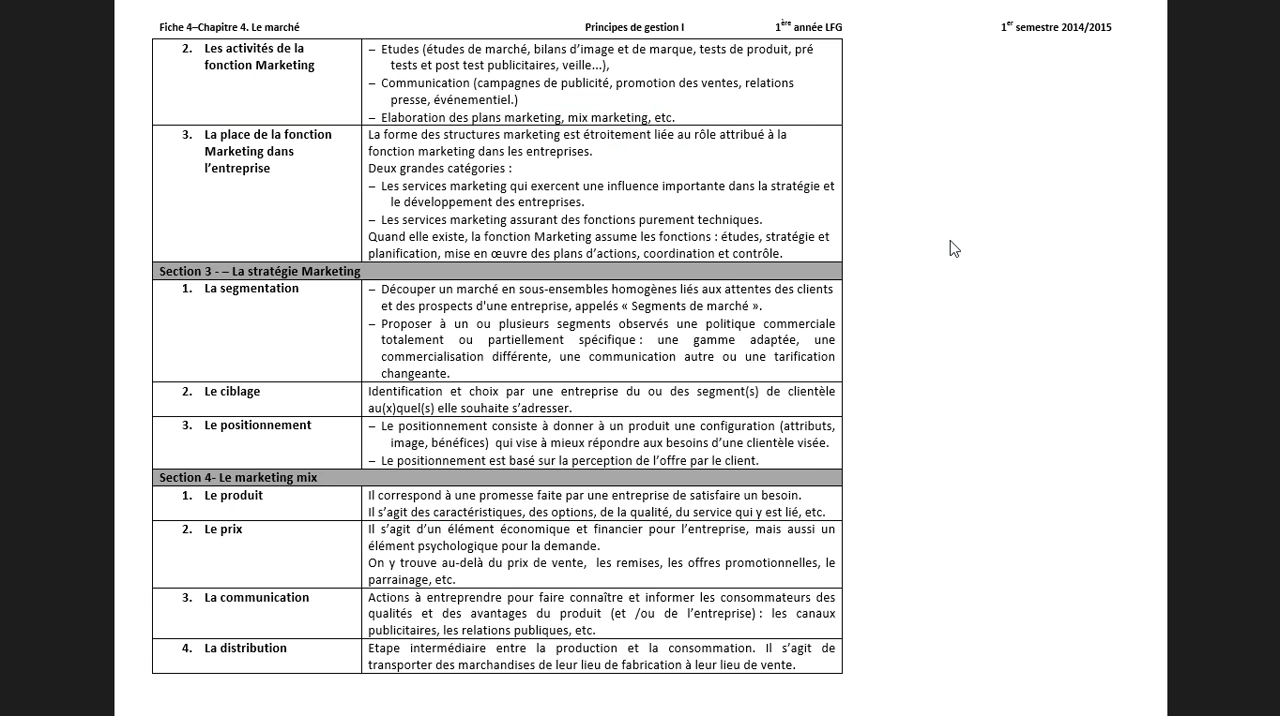 Fiche 4–Chapitre 4. Le marché Principes de gestion I 1ère année LFG 1er semestre 2014/2015
2. Les activités de la
fonction Marketing
– Etudes (études de marché, bilans d’image et de marque, tests de produit, pré
tests et post test publicitaires, veille...),
– Communication (campagnes de publicité, promotion des ventes, relations
presse, événementiel.)
– Elaboration des plans marketing, mix marketing, etc.
3. La place de la fonction
Marketing dans
l’entreprise
La forme des structures marketing est étroitement liée au rôle attribué à la
fonction marketing dans les entreprises.
Deux grandes catégories :
– Les services marketing qui exercent une influence importante dans la stratégie et
le développement des entreprises.
– Les services marketing assurant des fonctions purement techniques.
Quand elle existe, la fonction Marketing assume les fonctions : études, stratégie et
planification, mise en œuvre des plans d’actions, coordination et contrôle.
Section 3 - – La stratégie Marketing
1. La segmentation
– Découper un marché en sous-ensembles homogènes liés aux attentes des clients
et des prospects d'une entreprise, appelés « Segments de marché ».
– Proposer à un ou plusieurs segments observés une politique commerciale
totalement ou partiellement spécifique : une gamme adaptée, une
commercialisation différente, une communication autre ou une tarification
changeante.
2. Le ciblage
Identification et choix par une entreprise du ou des segment(s) de clientèle
au(x)quel(s) elle souhaite s’adresser.
3. Le positionnement
– Le positionnement consiste à donner à un produit une configuration (attributs,
image, bénéfices) qui vise à mieux répondre aux besoins d’une clientèle visée.
– Le positionnement est basé sur la perception de l’offre par le client.
Section 4- Le marketing mix
1. Le produit
Il correspond à une promesse faite par une entreprise de satisfaire un besoin.
Il s’agit des caractéristiques, des options, de la qualité, du service qui y est lié, etc.
2. Le prix
Il s’agit d’un élément économique et financier pour l’entreprise, mais aussi un
élément psychologique pour la demande.
On y trouve au-delà du prix de vente, les remises, les offres promotionnelles, le
parrainage, etc.
3. La communication
Actions à entreprendre pour faire connaître et informer les consommateurs des
qualités et des avantages du produit (et /ou de l’entreprise) : les canaux
publicitaires, les relations publiques, etc.
4. La distribution
Etape intermédiaire entre la production et la consommation. Il s’agit de
transporter des marchandises de leur lieu de fabrication à leur lieu de vente.